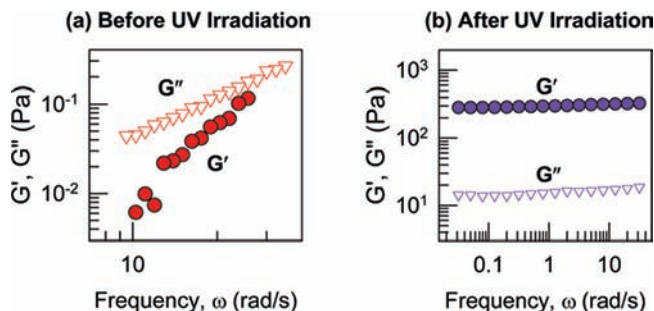 (a) Before UV Irradiation
G', G" (Pa)
10⁻¹
10⁻²
G"
G'
10
Frequency, ω (rad/s)
(b) After UV Irradiation
G', G" (Pa)
10³
10²
10¹
G'
G"
0.1
1
10
Frequency, ω (rad/s)